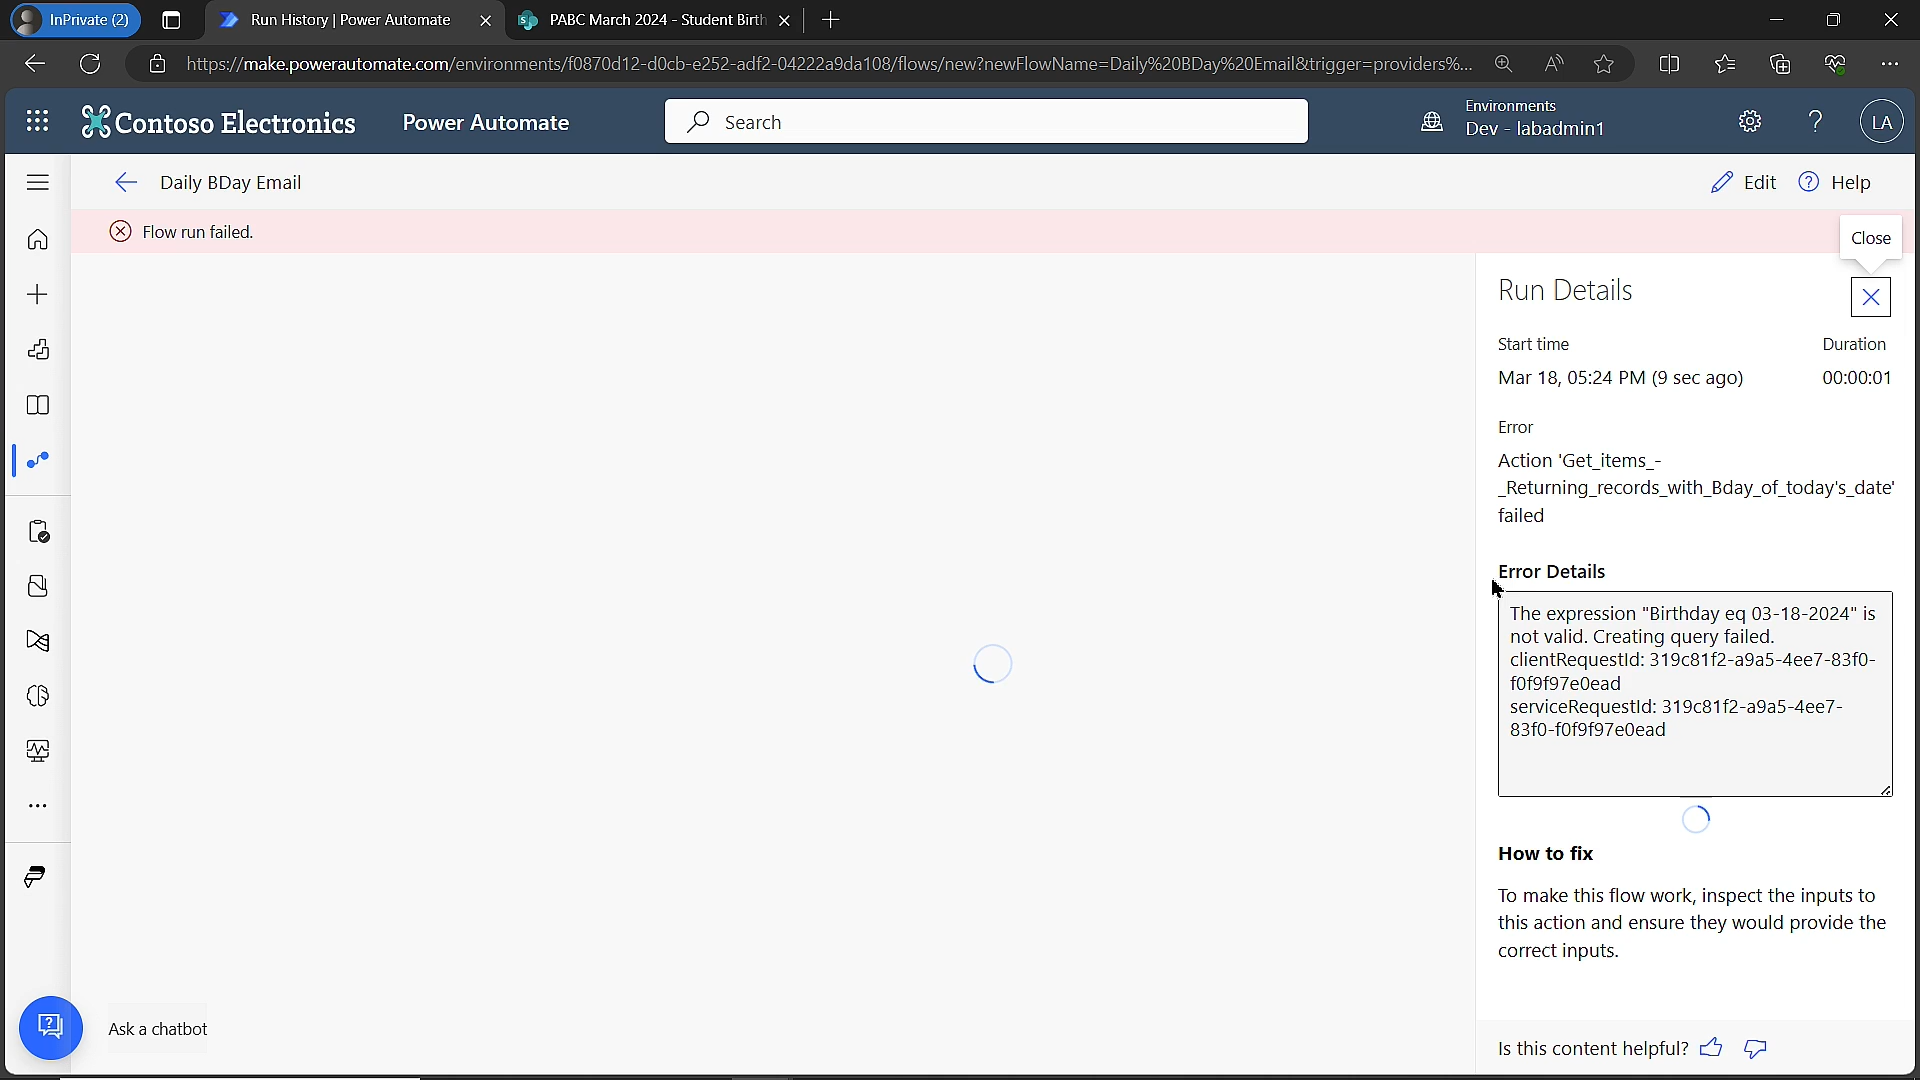 InPrivate (2)
Run History | Power Automate
PABC March 2024 - Student Birth
https://make.powerautomate.com/environments/f0870d12-d0cb-e252-adf2-04222a9da108/flows/new?newFlowName=Daily%20BDay%20Email&trigger=providers%...
Contoso Electronics
Power Automate
Search
Environments
Dev - labadmin1
?
LA
Daily BDay Email
Edit
Help
Flow run failed.
Close
Run Details
Start time
Duration
Mar 18, 05:24 PM (9 sec ago)
00:00:01
Error
Action 'Get_items_-
_Returning_records_with_Bday_of_today's_date'
failed
Error Details
The expression "Birthday eq 03-18-2024" is
not valid. Creating query failed.
clientRequestId: 319c81f2-a9a5-4ee7-83f0-
f0f9f97e0ead
serviceRequestId: 319c81f2-a9a5-4ee7-
83f0-f0f9f97e0ead
How to fix
To make this flow work, inspect the inputs to
this action and ensure they would provide the
correct inputs.
Ask a chatbot
Is this content helpful?